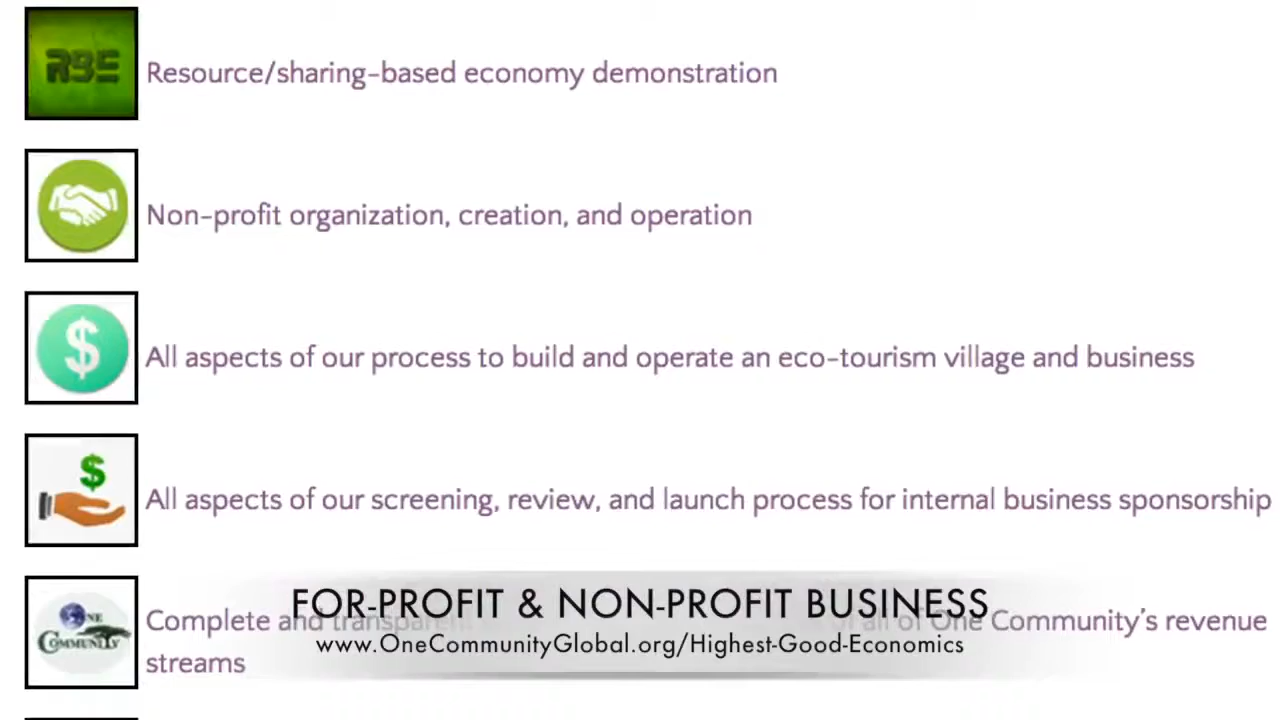 RBE
Resource/sharing-based economy demonstration
Non-profit organization, creation, and operation
$
All aspects of our process to build and operate an eco-tourism village and business
$
All aspects of our screening, review, and launch process for internal business sponsorship
ONE
COMMUNITY
Complete and transparent of all of One Community's revenue
streams
FOR-PROFIT & NON-PROFIT BUSINESS
www.OneCommunityGlobal.org/Highest-Good-Economics